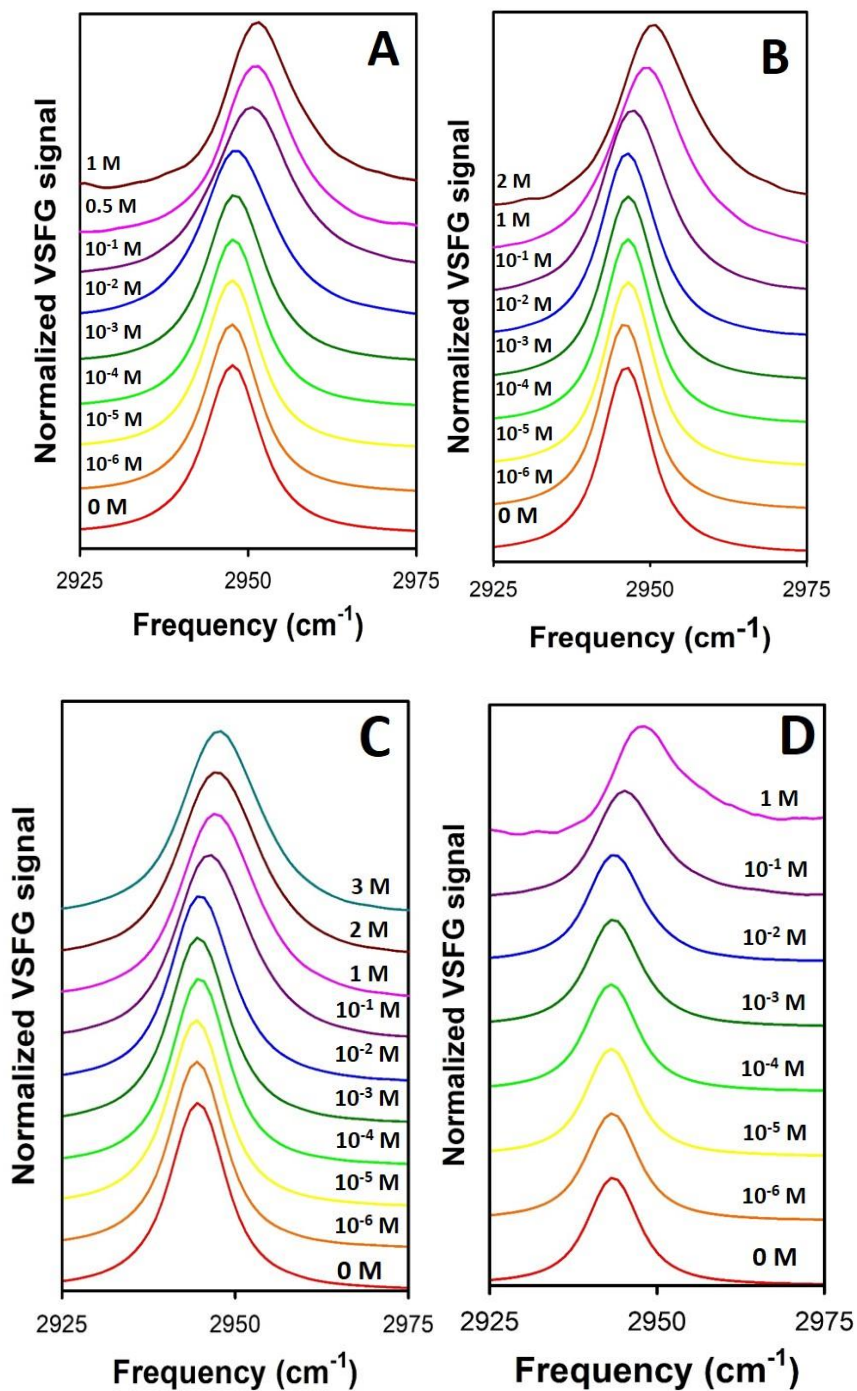 A
Normalized VSFG signal
1 M
0.5 M
10⁻¹ M
10⁻² M
10⁻³ M
10⁻⁴ M
10⁻⁵ M
10⁻⁶ M
0 M
2925 2950 2975
Frequency (cm⁻¹)
B
Normalized VSFG signal
2 M
1 M
10⁻¹ M
10⁻² M
10⁻³ M
10⁻⁴ M
10⁻⁵ M
10⁻⁶ M
0 M
2925 2950 2975
Frequency (cm⁻¹)
C
Normalized VSFG signal
3 M
2 M
1 M
10⁻¹ M
10⁻² M
10⁻³ M
10⁻⁴ M
10⁻⁵ M
10⁻⁶ M
0 M
2925 2950 2975
Frequency (cm⁻¹)
D
Normalized VSFG signal
1 M
10⁻¹ M
10⁻² M
10⁻³ M
10⁻⁴ M
10⁻⁵ M
10⁻⁶ M
0 M
2925 2950 2975
Frequency (cm⁻¹)